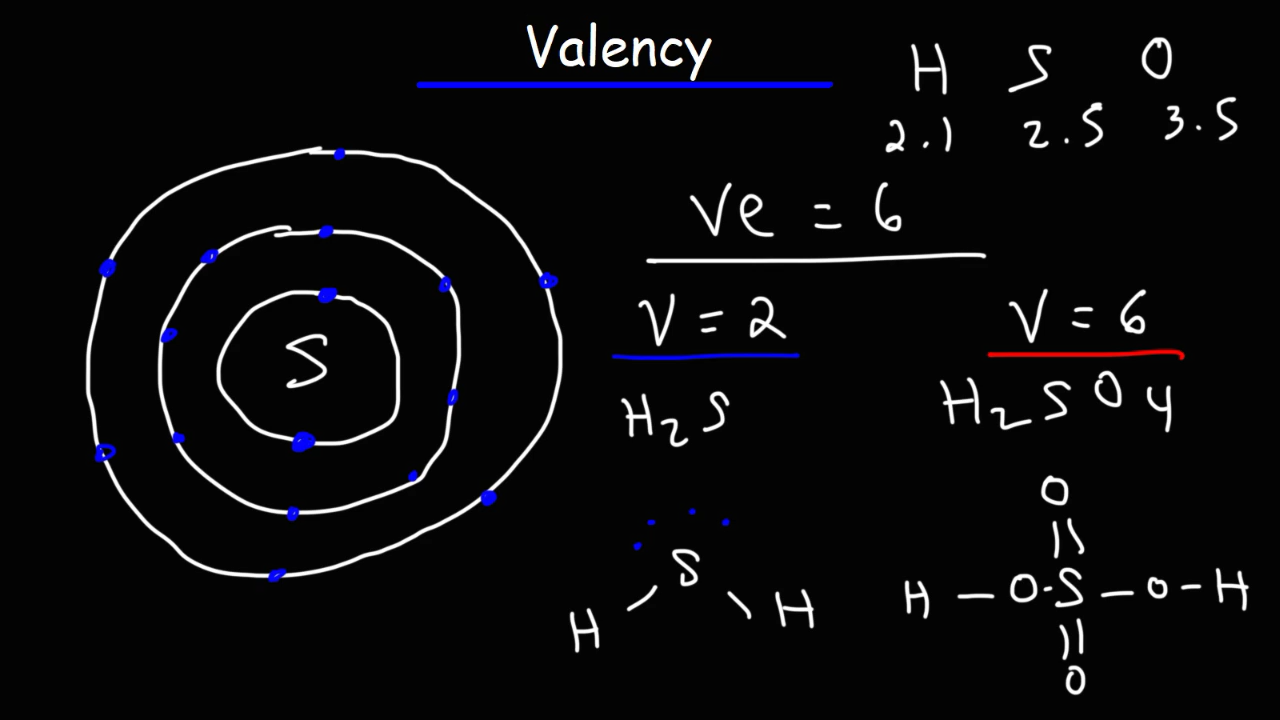 Valency
H S O
2.1 2.5 3.5
Ve = 6
V = 2 V = 6
H2S H2SO4
S
O
S
H H
H - O - S - O - H
O